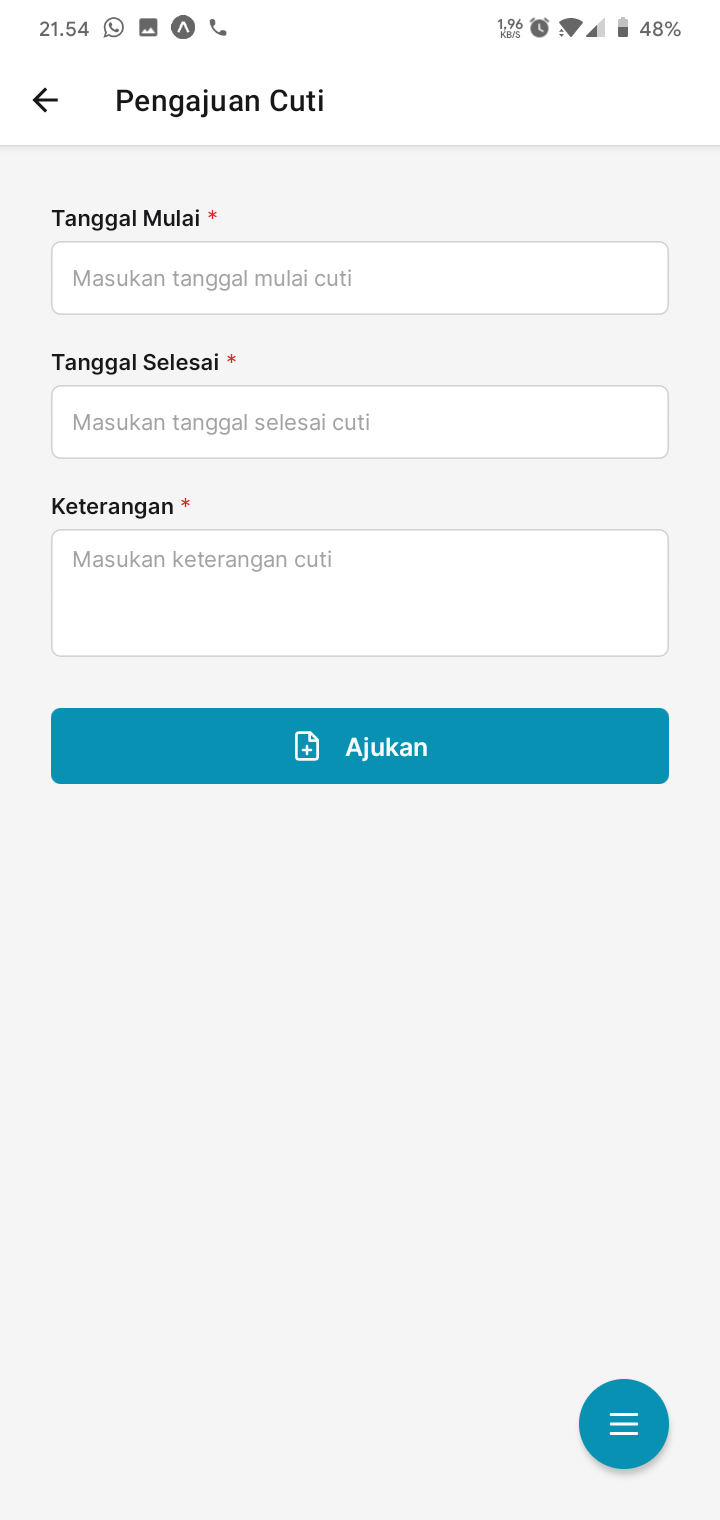 21.54 1,96 KB/S 48%
Pengajuan Cuti
Tanggal Mulai *
Masukan tanggal mulai cuti
Tanggal Selesai *
Masukan tanggal selesai cuti
Keterangan *
Masukan keterangan cuti
Ajukan